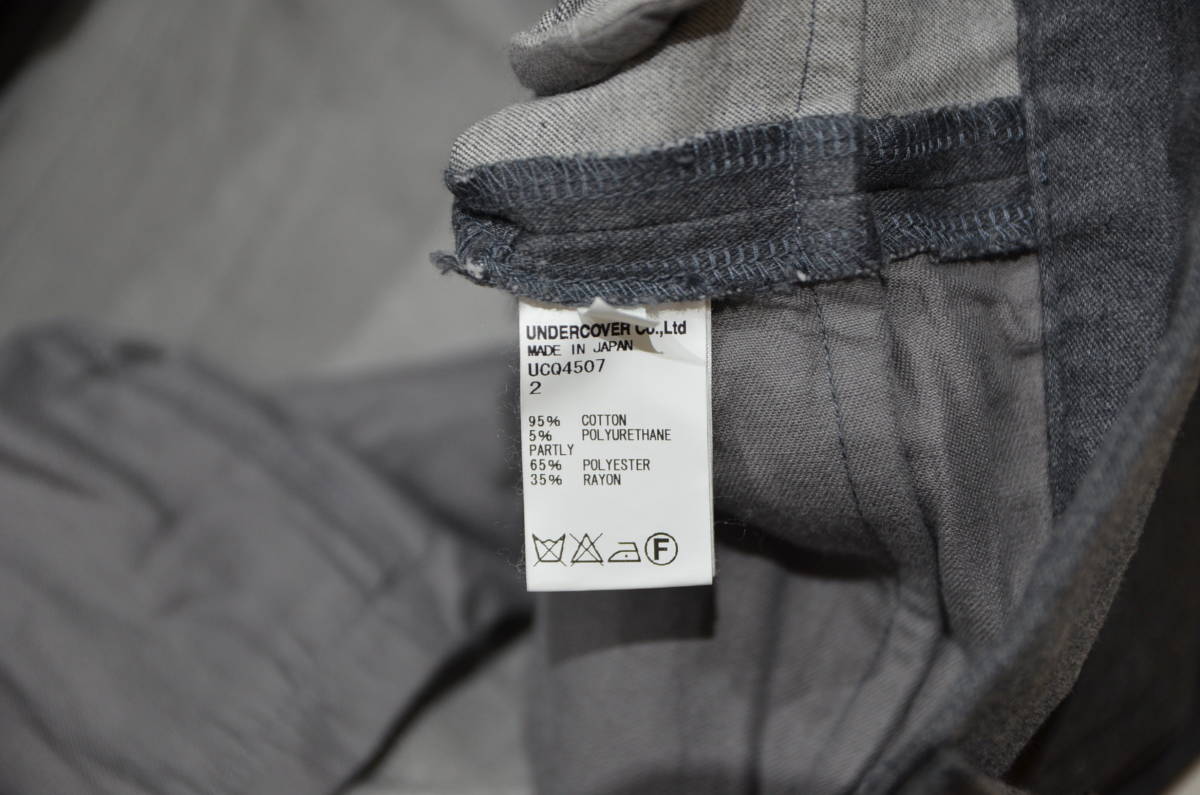 UNDERCOVER Co.,Ltd
MADE IN JAPAN
UCQ4507
2
95% COTTON
5% POLYURETHANE
PARTLY
65% POLYESTER
35% RAYON
F